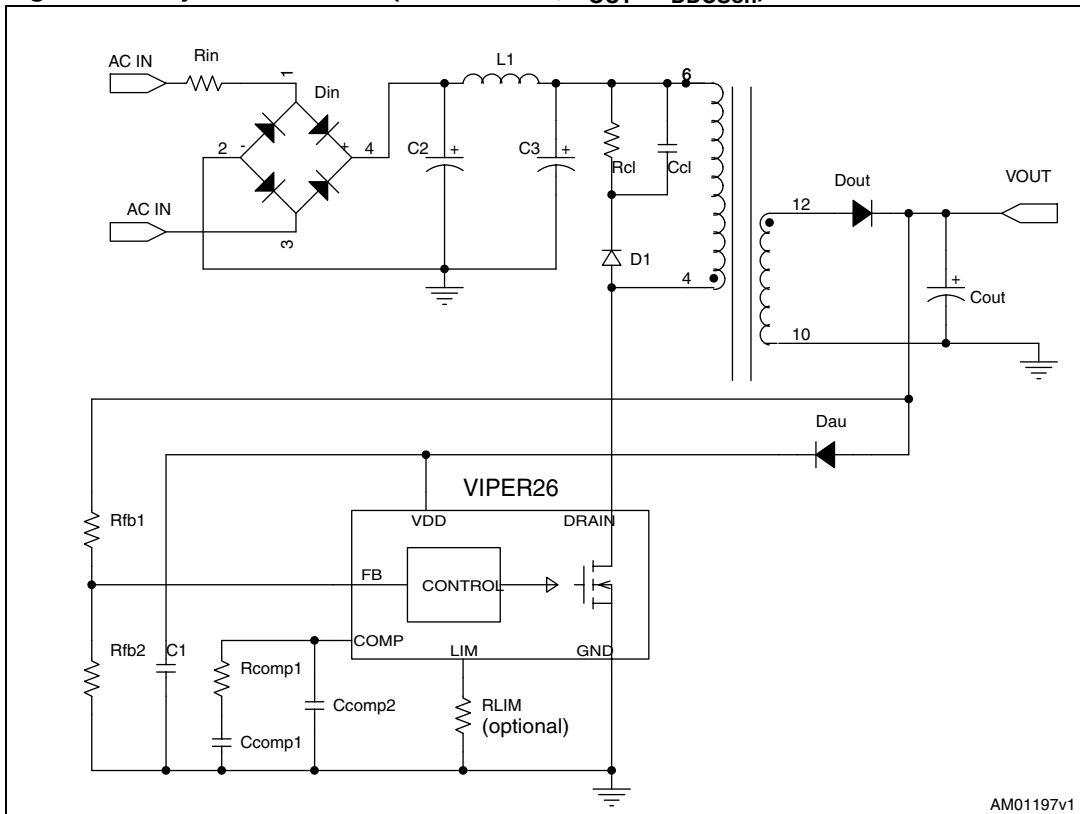 AC IN
Rin
1
Din
L1
6
2
-
+
4
C2
+
C3
+
Rcl
Ccl
Dout
VOUT
12
AC IN
3
D1
4
+
Cout
10
Dau
VIPER26
Rfb1
VDD
DRAIN
FB
CONTROL
COMP
Rfb2
C1
LIM
GND
Rcomp1
Ccomp2
RLIM
(optional)
Ccomp1
AM01197v1